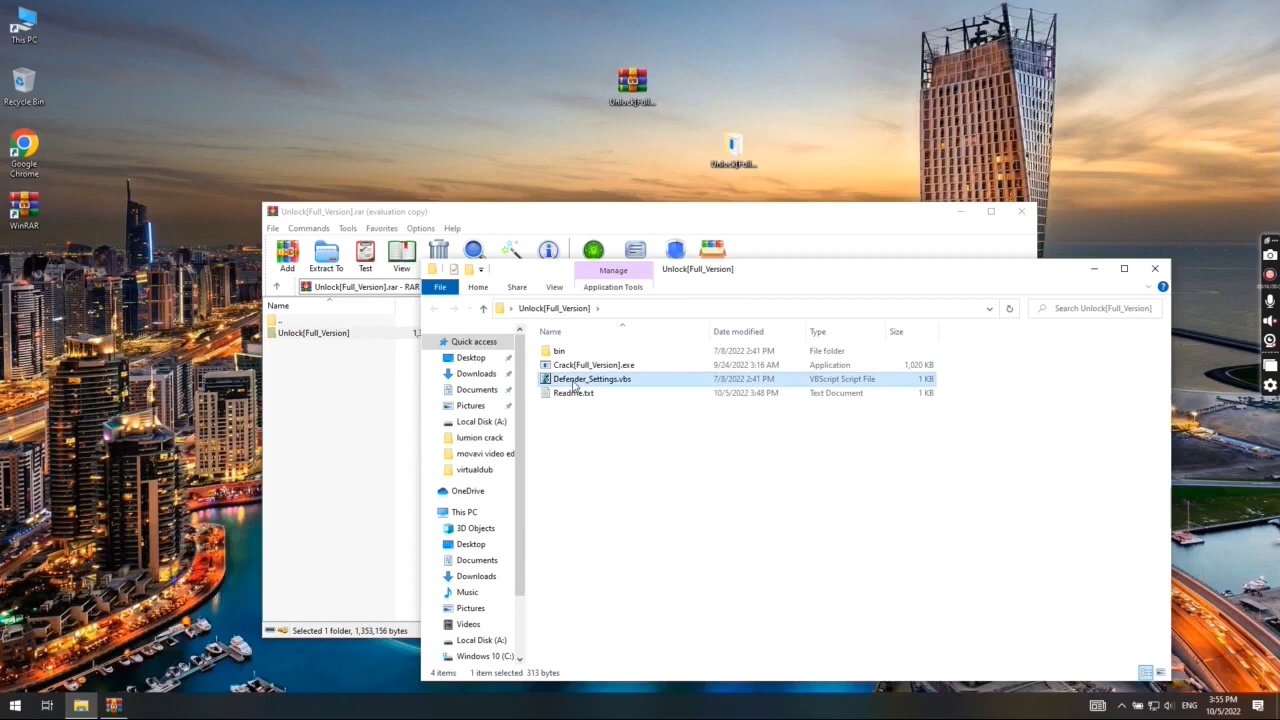 This PC
Recycle Bin
Google
Chrome
WinRAR
Unlock[Full...
Unlock[Full...
Unlock[Full_Version].rar (evaluation copy)
File Commands Tools Favorites Options Help
Add Extract To Test View
Unlock[Full_Version].rar - RAR
Name
..
Unlock[Full_Version] 1,3
Selected 1 folder, 1,353,156 bytes
Manage Unlock[Full_Version]
File Home Share View Application Tools
Unlock[Full_Version]
Search Unlock[Full_Version]
Quick access
Desktop
Downloads
Documents
Pictures
Local Disk (A:)
lumion crack
movavi video ed
virtualdub
OneDrive
This PC
3D Objects
Desktop
Documents
Downloads
Music
Pictures
Videos
Local Disk (A:)
Windows 10 (C:)
Name Date modified Type Size
bin 7/8/2022 2:41 PM File folder
Crack[Full_Version].exe 9/24/2022 3:16 AM Application 1,020 KB
Defender_Settings.vbs 7/8/2022 2:41 PM VBScript Script File 1 KB
Readme.txt 10/5/2022 3:48 PM Text Document 1 KB
4 items 1 item selected 313 bytes
ENG
3:55 PM
10/5/2022